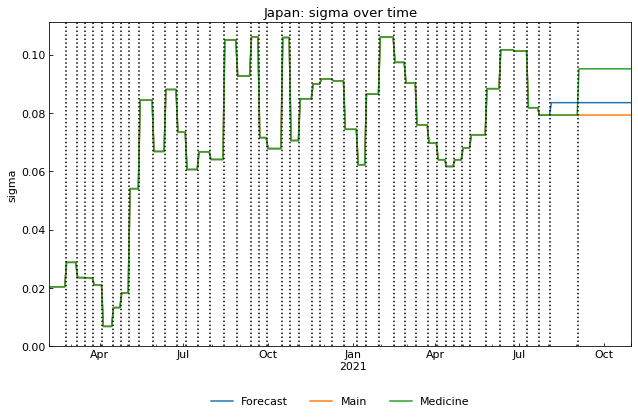 Japan: sigma over time
0.10
0.08
0.06
0.04
0.02
0.00
sigma
Apr Jul Oct Jan Apr Jul Oct
2021
Forecast Main Medicine